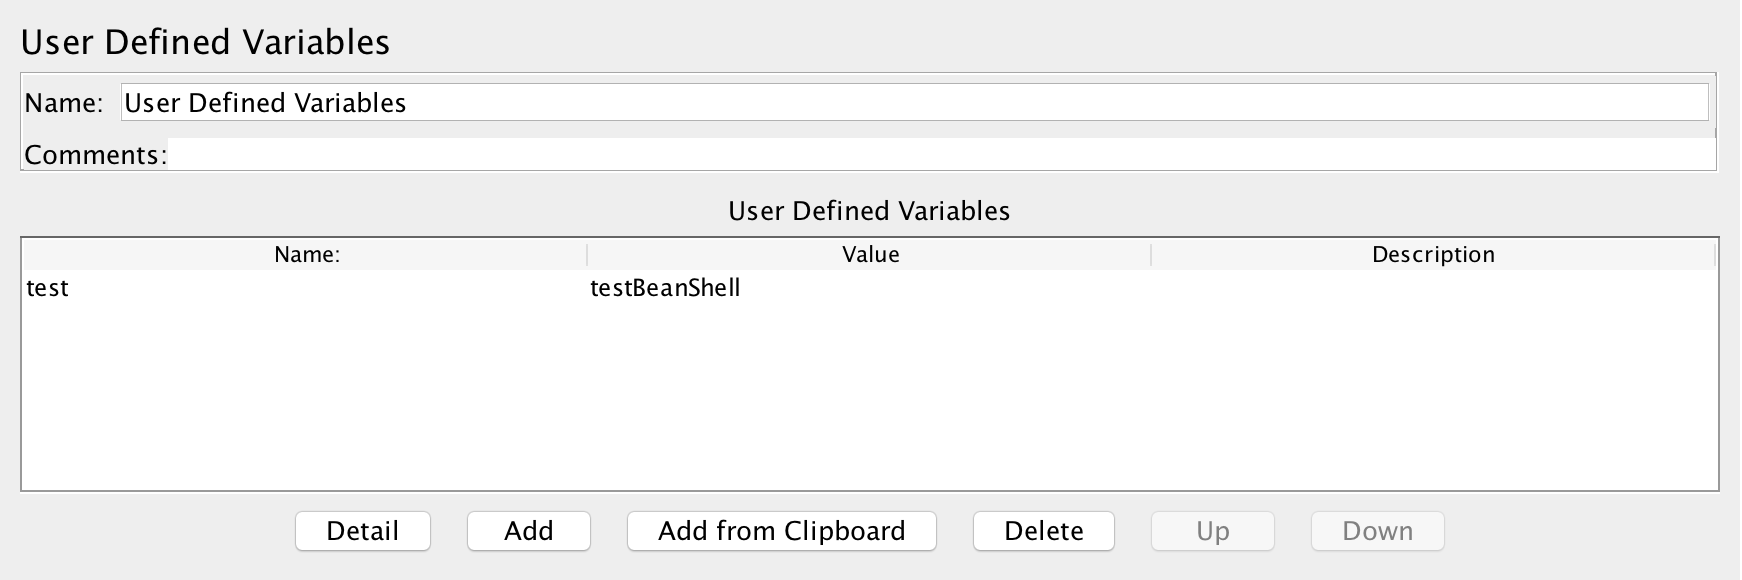 User Defined Variables
Name: User Defined Variables
Comments:
User Defined Variables
Name: Value Description
test testBeanShell
Detail Add Add from Clipboard Delete Up Down